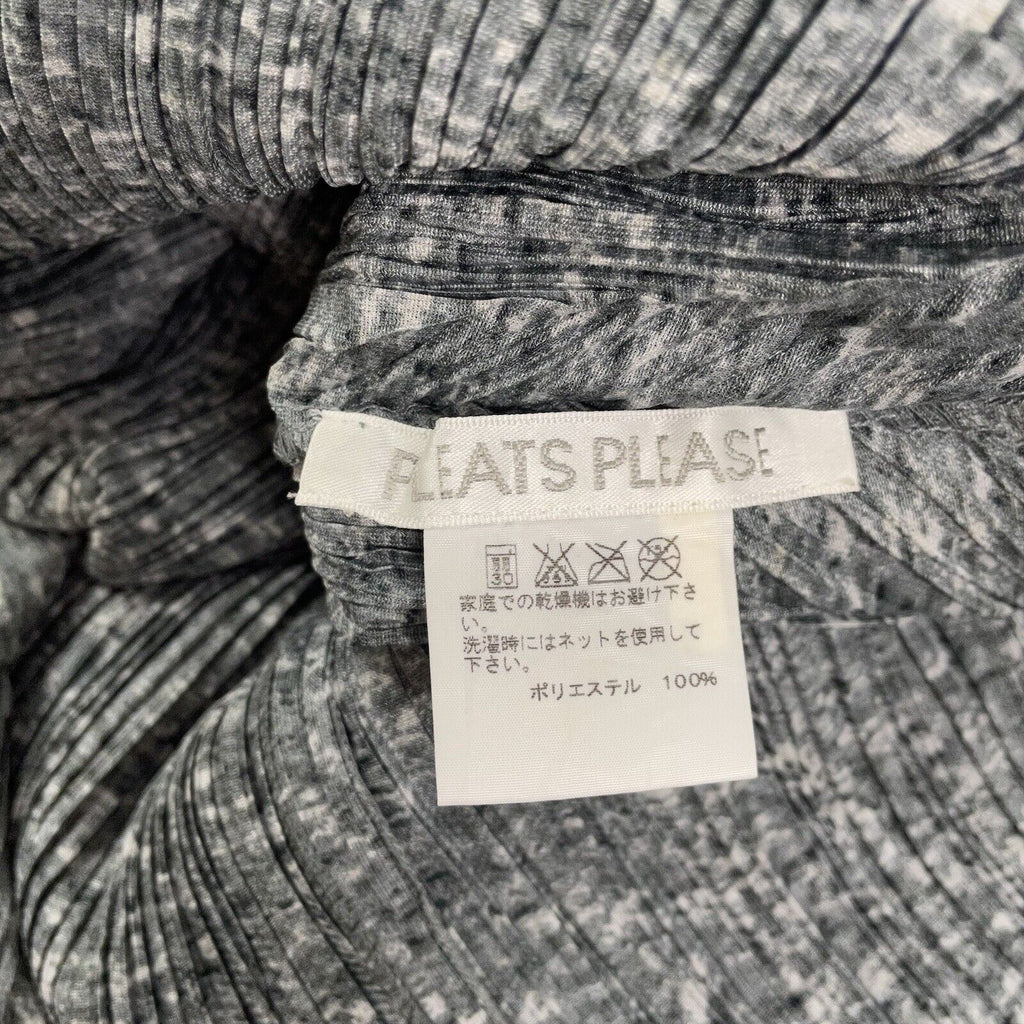 PLEATS PLEASE
30
家庭での乾燥機はお避け下さ
い。
洗濯時にはネットを使用して
下さい。
ポリエステル 100%